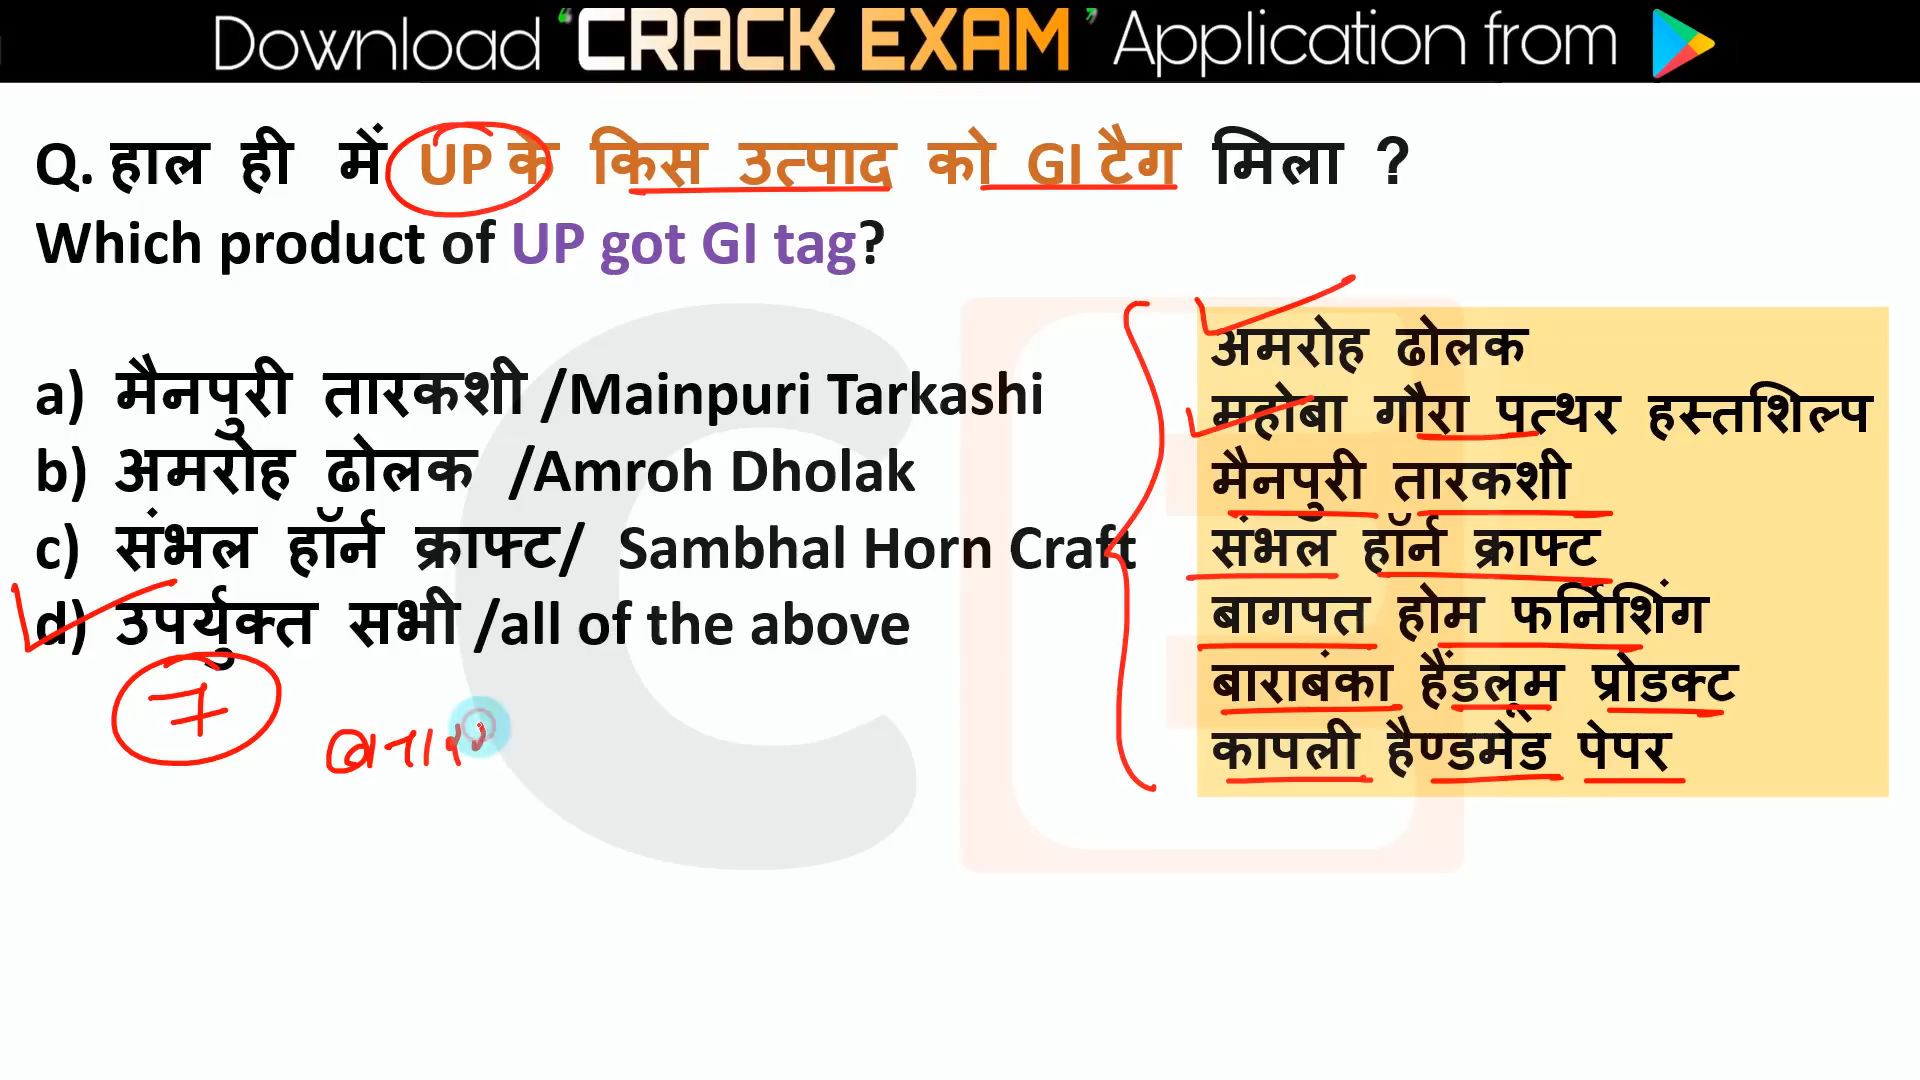 Download ‘CRACK EXAM’ Application from
Q. हाल ही में UP के किस उत्पाद को GI टैग मिला ?
Which product of UP got GI tag?
a) मैनपुरी तारकशी /Mainpuri Tarkashi
b) अमरोह ढोलक /Amroh Dholak
c) संभल हॉर्न क्राफ्ट/ Sambhal Horn Craft
d) उपर्युक्त सभी /all of the above
7
अमरोह ढोलक
महोबा गौरा पत्थर हस्तशिल्प
मैनपुरी तारकशी
संभल हॉर्न क्राफ्ट
बागपत होम फर्निशिंग
बाराबंका हैंडलूम प्रोडक्ट
कापली हैण्डमेंड पेपर